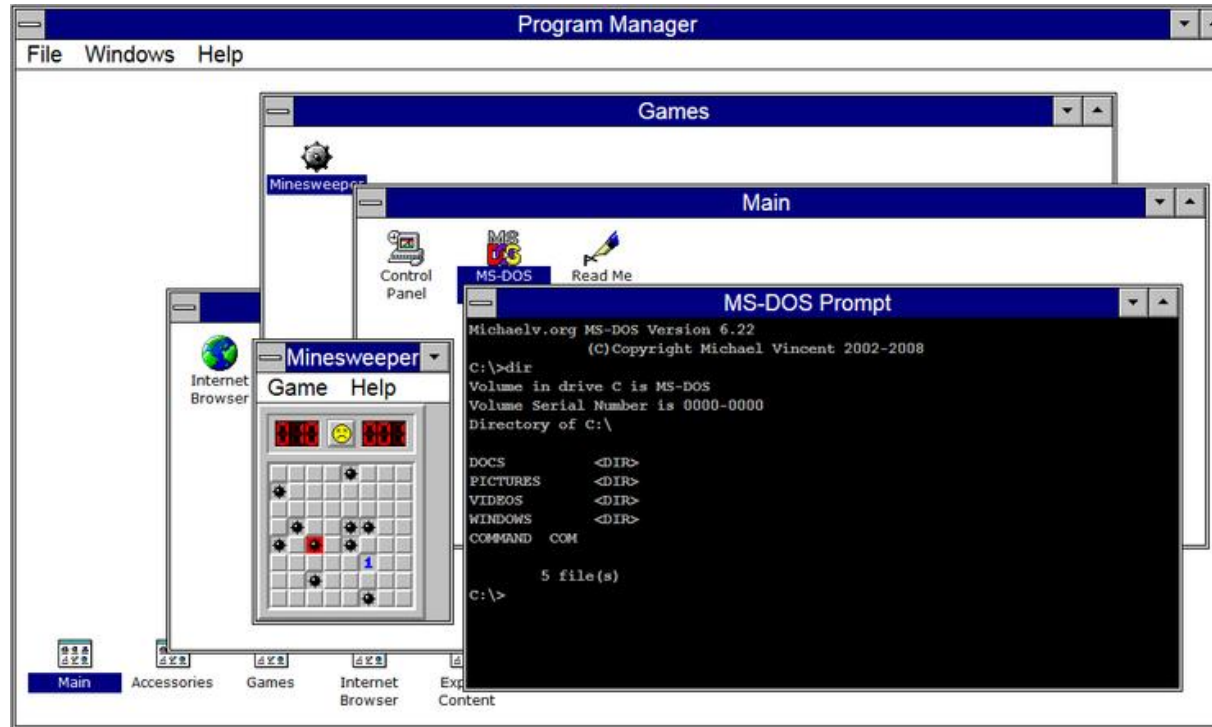 Program Manager
File Windows Help
Games
Minesweeper
Main
Control
Panel
MS-DOS
Read Me
Internet
Browser
Minesweeper
Game Help
010 001
1
MS-DOS Prompt
Michaelv.org MS-DOS Version 6.22
(C)Copyright Michael Vincent 2002-2008
C:\>dir
Volume in drive C is MS-DOS
Volume Serial Number is 0000-0000
Directory of C:\
DOCS <DIR>
PICTURES <DIR>
VIDEOS <DIR>
WINDOWS <DIR>
COMMAND COM
5 file(s)
C:\>
Main
Accessories
Games
Internet
Browser
Content